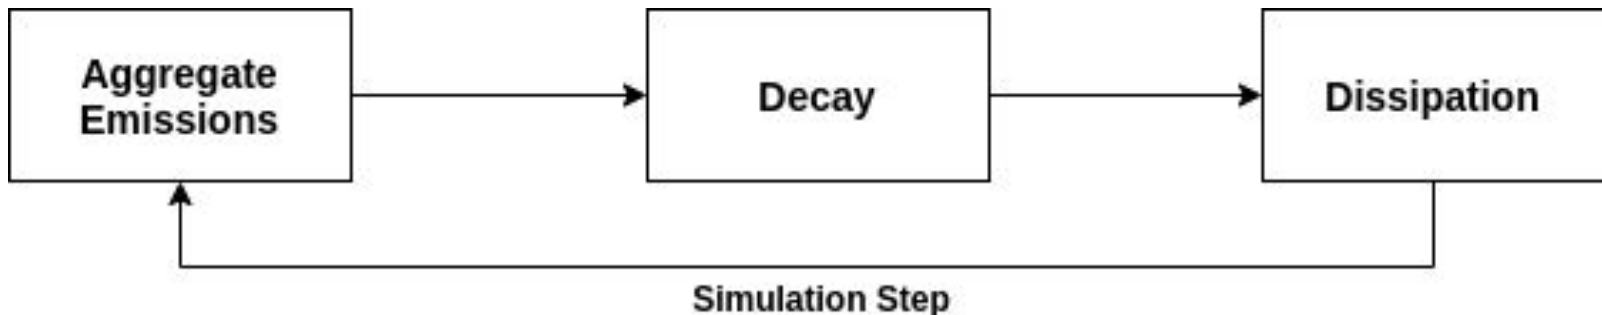 Aggregate
Emissions
Decay
Dissipation
Simulation Step